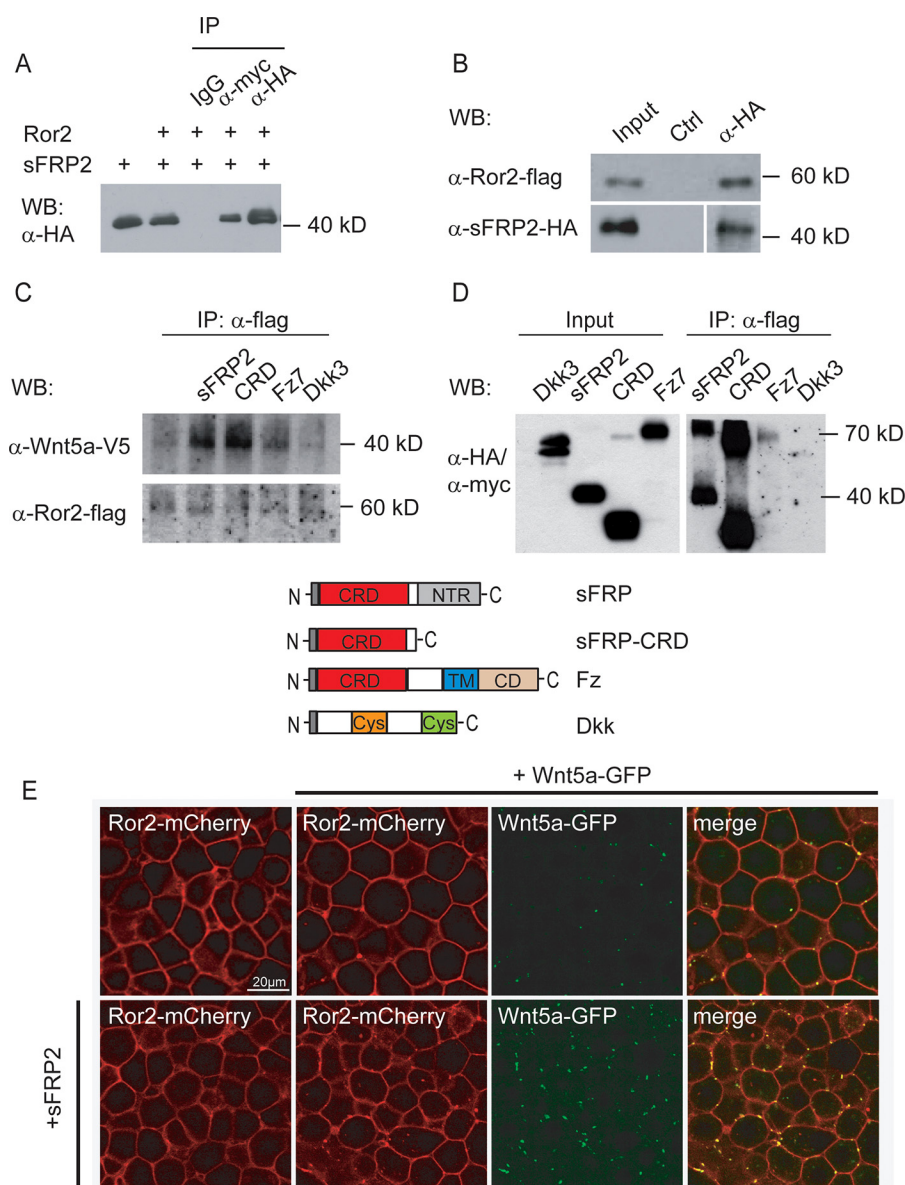 A
IP
IgG α-myc α-HA
Ror2 + + + +
sFRP2 + + + + +
WB:
α-HA
40 kD
B
WB: Input Ctrl α-HA
α-Ror2-flag 60 kD
α-sFRP2-HA 40 kD
C
IP: α-flag
WB: sFRP2 CRD Fz7 Dkk3
α-Wnt5a-V5 40 kD
α-Ror2-flag 60 kD
D
Input IP: α-flag
WB: Dkk3 sFRP2 CRD Fz7 sFRP2 CRD Fz7 Dkk3
α-HA/
α-myc
70 kD
40 kD
N CRD NTR C sFRP
N CRD C sFRP-CRD
N CRD TM CD C Fz
N Cys Cys C Dkk
E
+ Wnt5a-GFP
Ror2-mCherry Ror2-mCherry Wnt5a-GFP merge
20µm
+sFRP2
Ror2-mCherry Ror2-mCherry Wnt5a-GFP merge